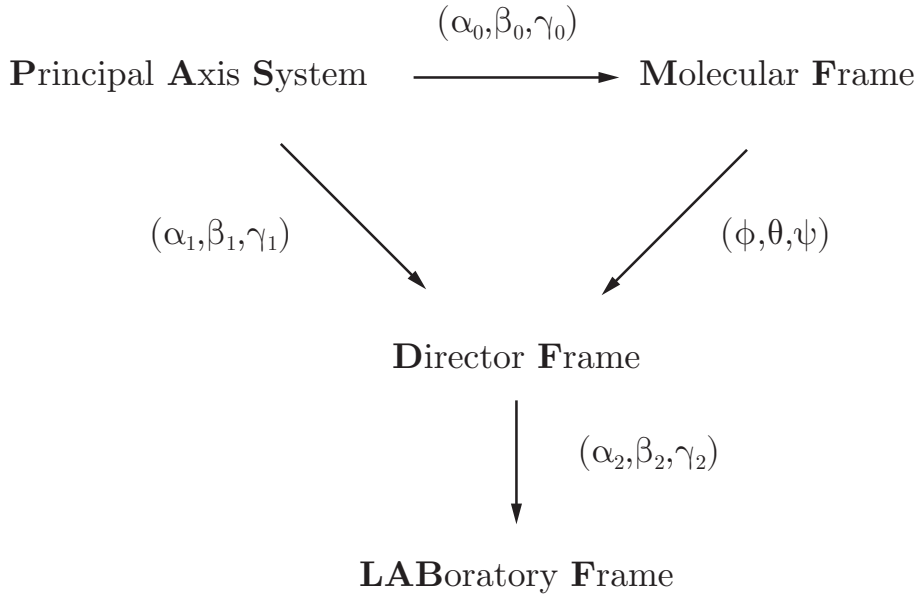 (α₀,β₀,γ₀)
Principal Axis System
Molecular Frame
(α₁,β₁,γ₁)
(φ,θ,ψ)
Director Frame
(α₂,β₂,γ₂)
LABoratory Frame